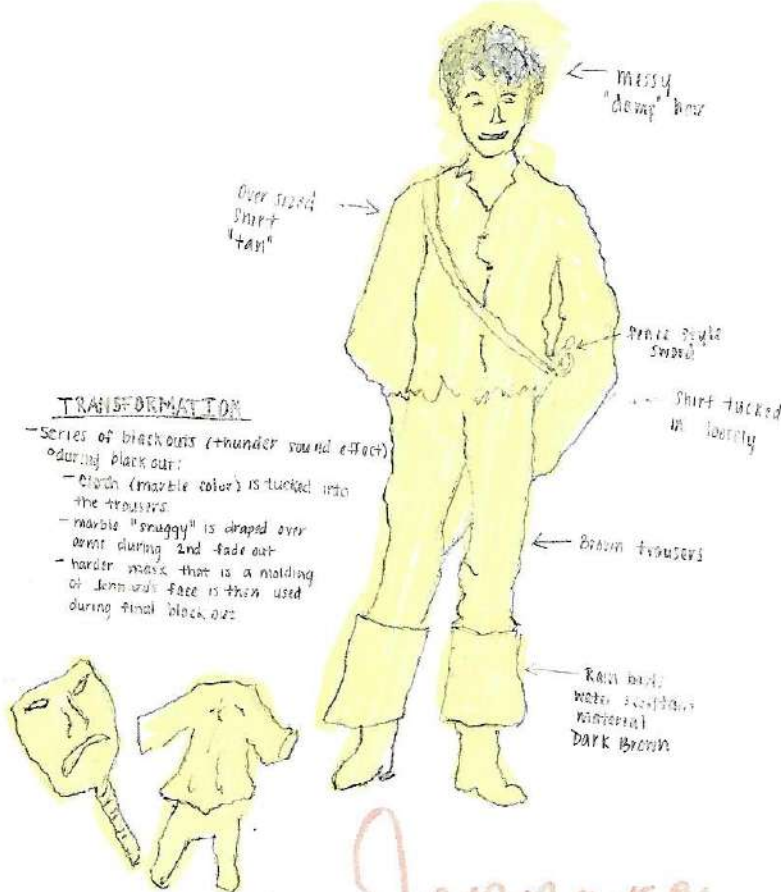 messy
"damp" hair
Over sized
shirt
"tan"
style
sword
shirt tucked
in loosely
TRANSFORMATION
- Series of blackouts (thunder sound effect)
during black out:
- cloth (marble color) is tucked into
the trousers
- marble "snuggy" is draped over
arms during 2nd fade out
- harder mask that is a molding
of face is then used
during final black out
Brown trousers
Rain
water
material
Dark Brown